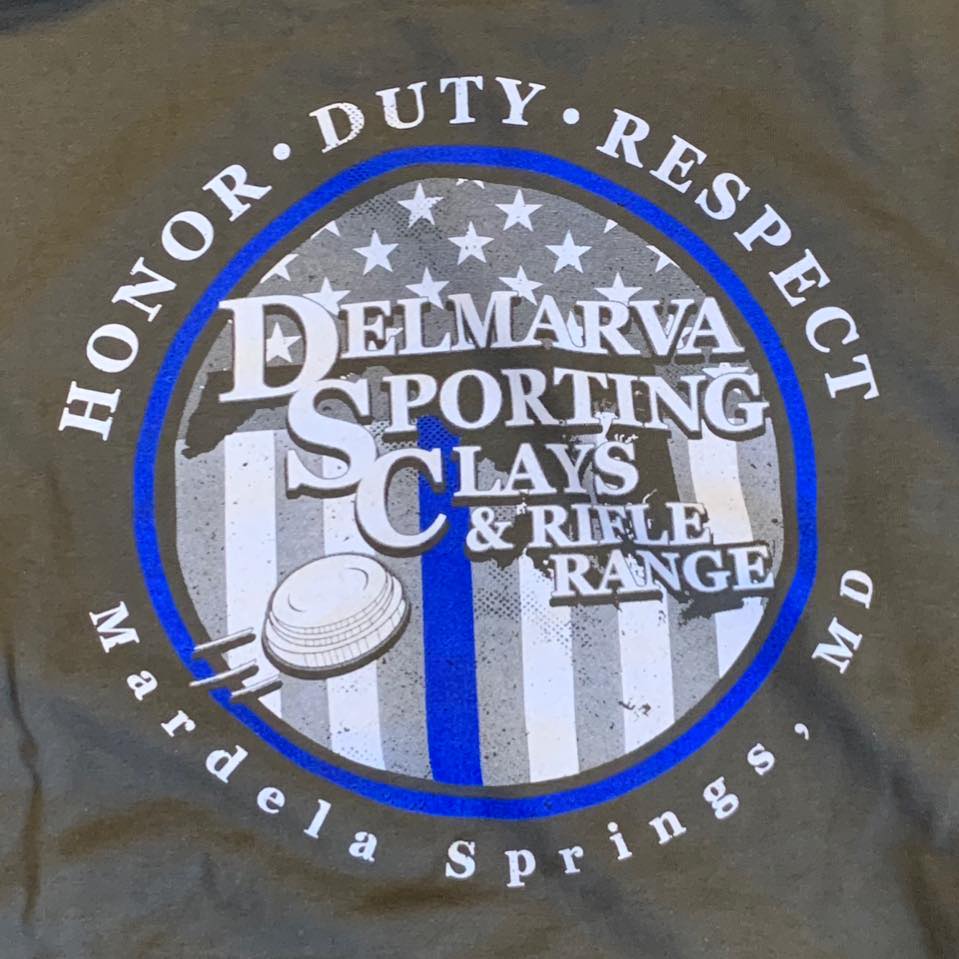 HONOR • DUTY • RESPECT
DELMARVA
SPORTING
CLAYS
& RIFLE
RANGE
Mardela Springs, MD